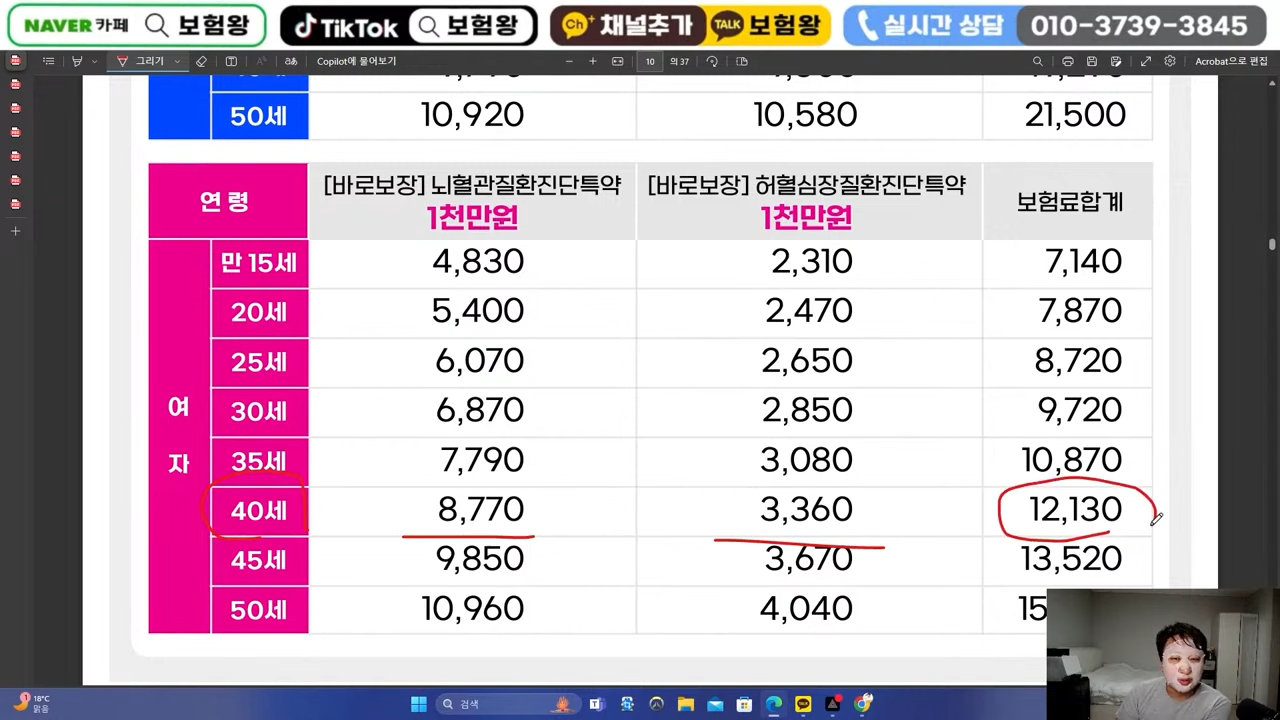 NAVER 카페 보험왕 TikTok 보험왕 Ch+ 채널추가 TALK 보험왕 실시간 상담 010-3739-3845
그리기 Copilot에 물어보기 10 의 37 Acrobat으로 편집
50세 10,920 10,580 21,500
연 령 [바로보장] 뇌혈관질환진단특약 1천만원 [바로보장] 허혈심장질환진단특약 1천만원 보험료합계
여자
만 15세 4,830 2,310 7,140
20세 5,400 2,470 7,870
25세 6,070 2,650 8,720
30세 6,870 2,850 9,720
35세 7,790 3,080 10,870
40세 8,770 3,360 12,130
45세 9,850 3,670 13,520
50세 10,960 4,040
18°C
맑음
검색